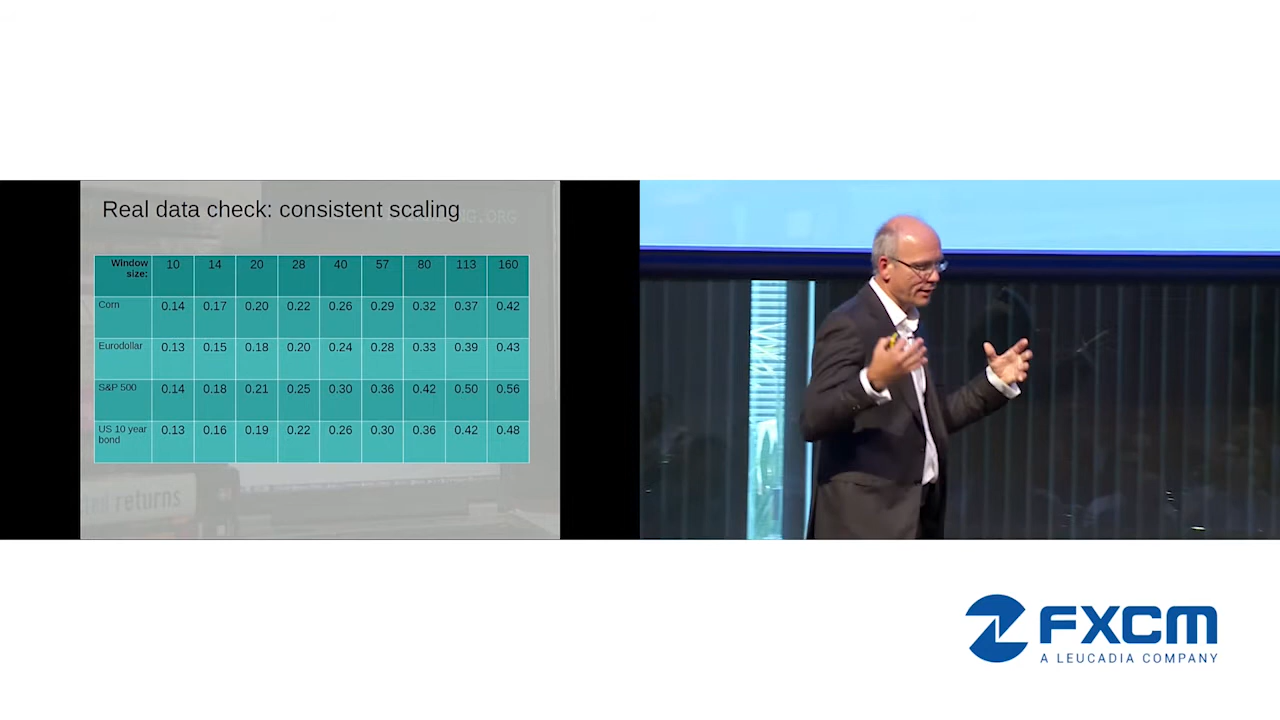 Real data check: consistent scaling
Window size: 10 14 20 28 40 57 80 113 160
Corn 0.14 0.17 0.20 0.22 0.26 0.29 0.32 0.37 0.42
Eurodollar 0.13 0.15 0.18 0.20 0.24 0.28 0.33 0.39 0.43
S&P 500 0.14 0.18 0.21 0.25 0.30 0.36 0.42 0.50 0.56
US 10 year bond 0.13 0.16 0.19 0.22 0.26 0.30 0.36 0.42 0.48
returns
FXCM
A LEUCADIA COMPANY